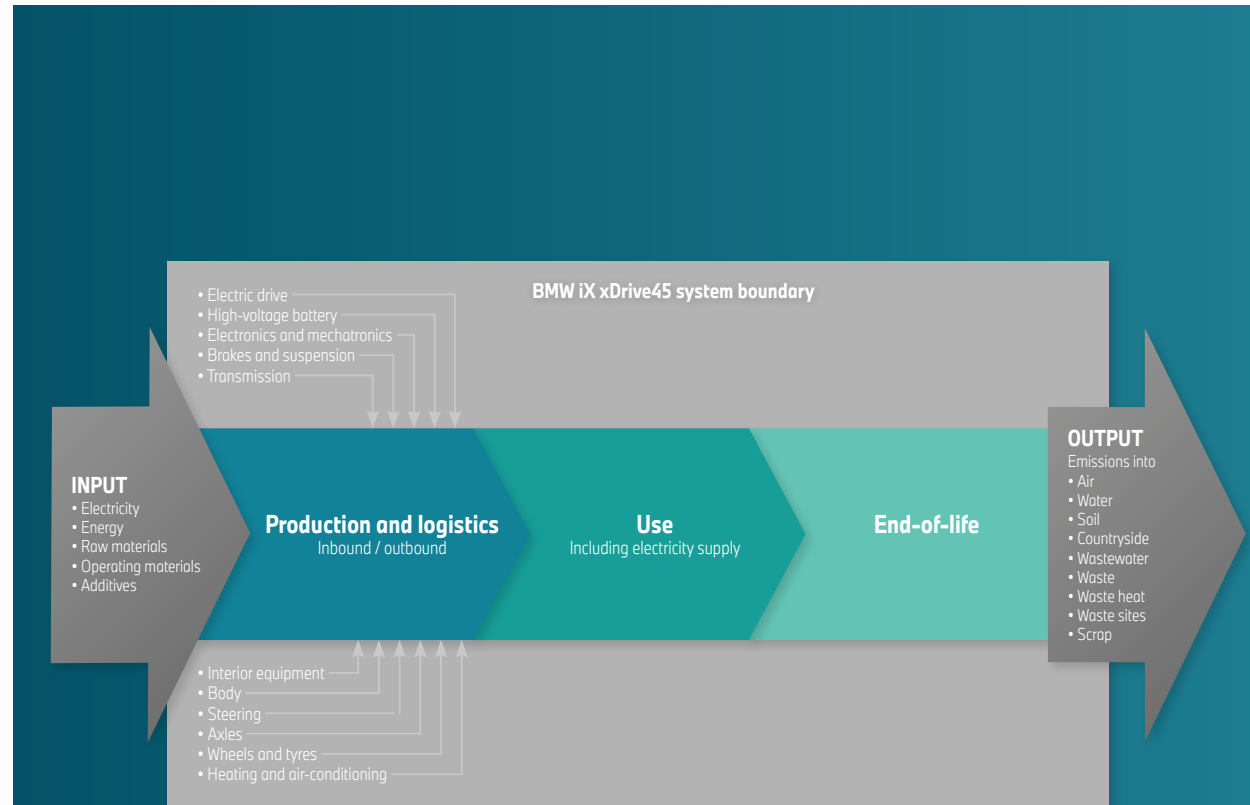 BMW iX xDrive45 system boundary
• Electric drive
• High-voltage battery
• Electronics and mechatronics
• Brakes and suspension
• Transmission
INPUT
• Electricity
• Energy
• Raw materials
• Operating materials
• Additives
Production and logistics
Inbound / outbound
Use
Including electricity supply
End-of-life
OUTPUT
Emissions into
• Air
• Water
• Soil
• Countryside
• Wastewater
• Waste
• Waste heat
• Waste sites
• Scrap
• Interior equipment
• Body
• Steering
• Axles
• Wheels and tyres
• Heating and air-conditioning